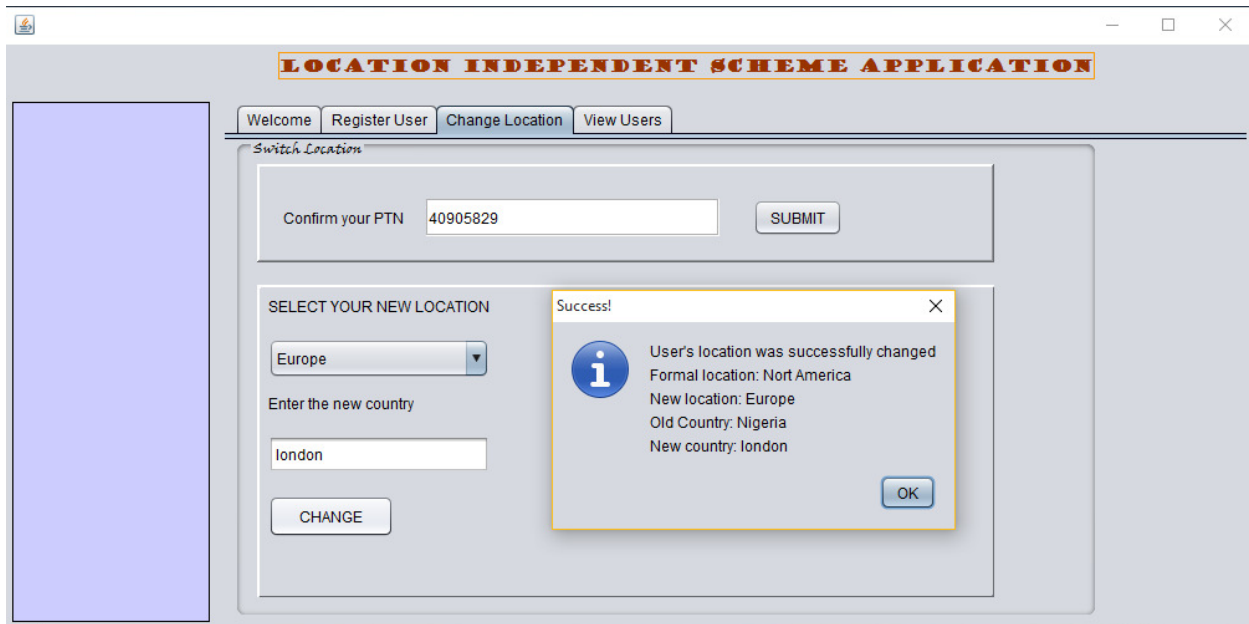 LOCATION INDEPENDENT SCHEME APPLICATION
Welcome Register User Change Location View Users
Switch Location
Confirm your PTN 40905829 SUBMIT
SELECT YOUR NEW LOCATION
Europe
Enter the new country
london
CHANGE
Success!
User's location was successfully changed
Formal location: Nort America
New location: Europe
Old Country: Nigeria
New country: london
OK